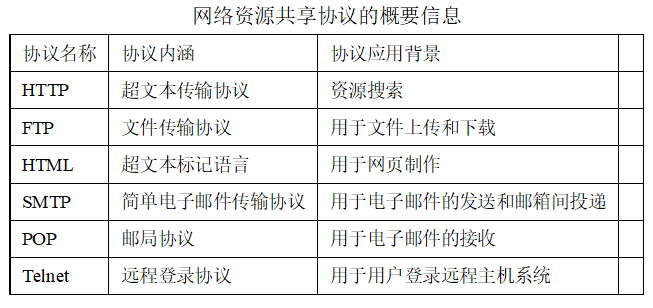 网络资源共享协议的概要信息
协议名称 协议内涵 协议应用背景
HTTP 超文本传输协议 资源搜索
FTP 文件传输协议 用于文件上传和下载
HTML 超文本标记语言 用于网页制作
SMTP 简单电子邮件传输协议 用于电子邮件的发送和邮箱间投递
POP 邮局协议 用于电子邮件的接收
Telnet 远程登录协议 用于用户登录远程主机系统